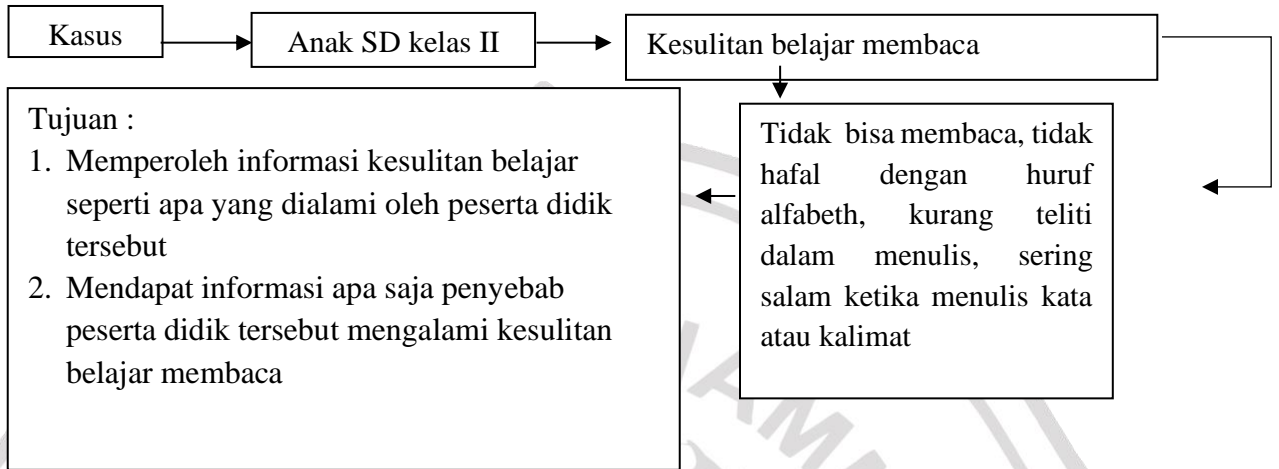 Kasus
Anak SD kelas II
Kesulitan belajar membaca
Tujuan :
1. Memperoleh informasi kesulitan belajar
seperti apa yang dialami oleh peserta didik
tersebut
2. Mendapat informasi apa saja penyebab
peserta didik tersebut mengalami kesulitan
belajar membaca
Tidak bisa membaca, tidak
hafal dengan huruf
alfabeth, kurang teliti
dalam menulis, sering
salam ketika menulis kata
atau kalimat